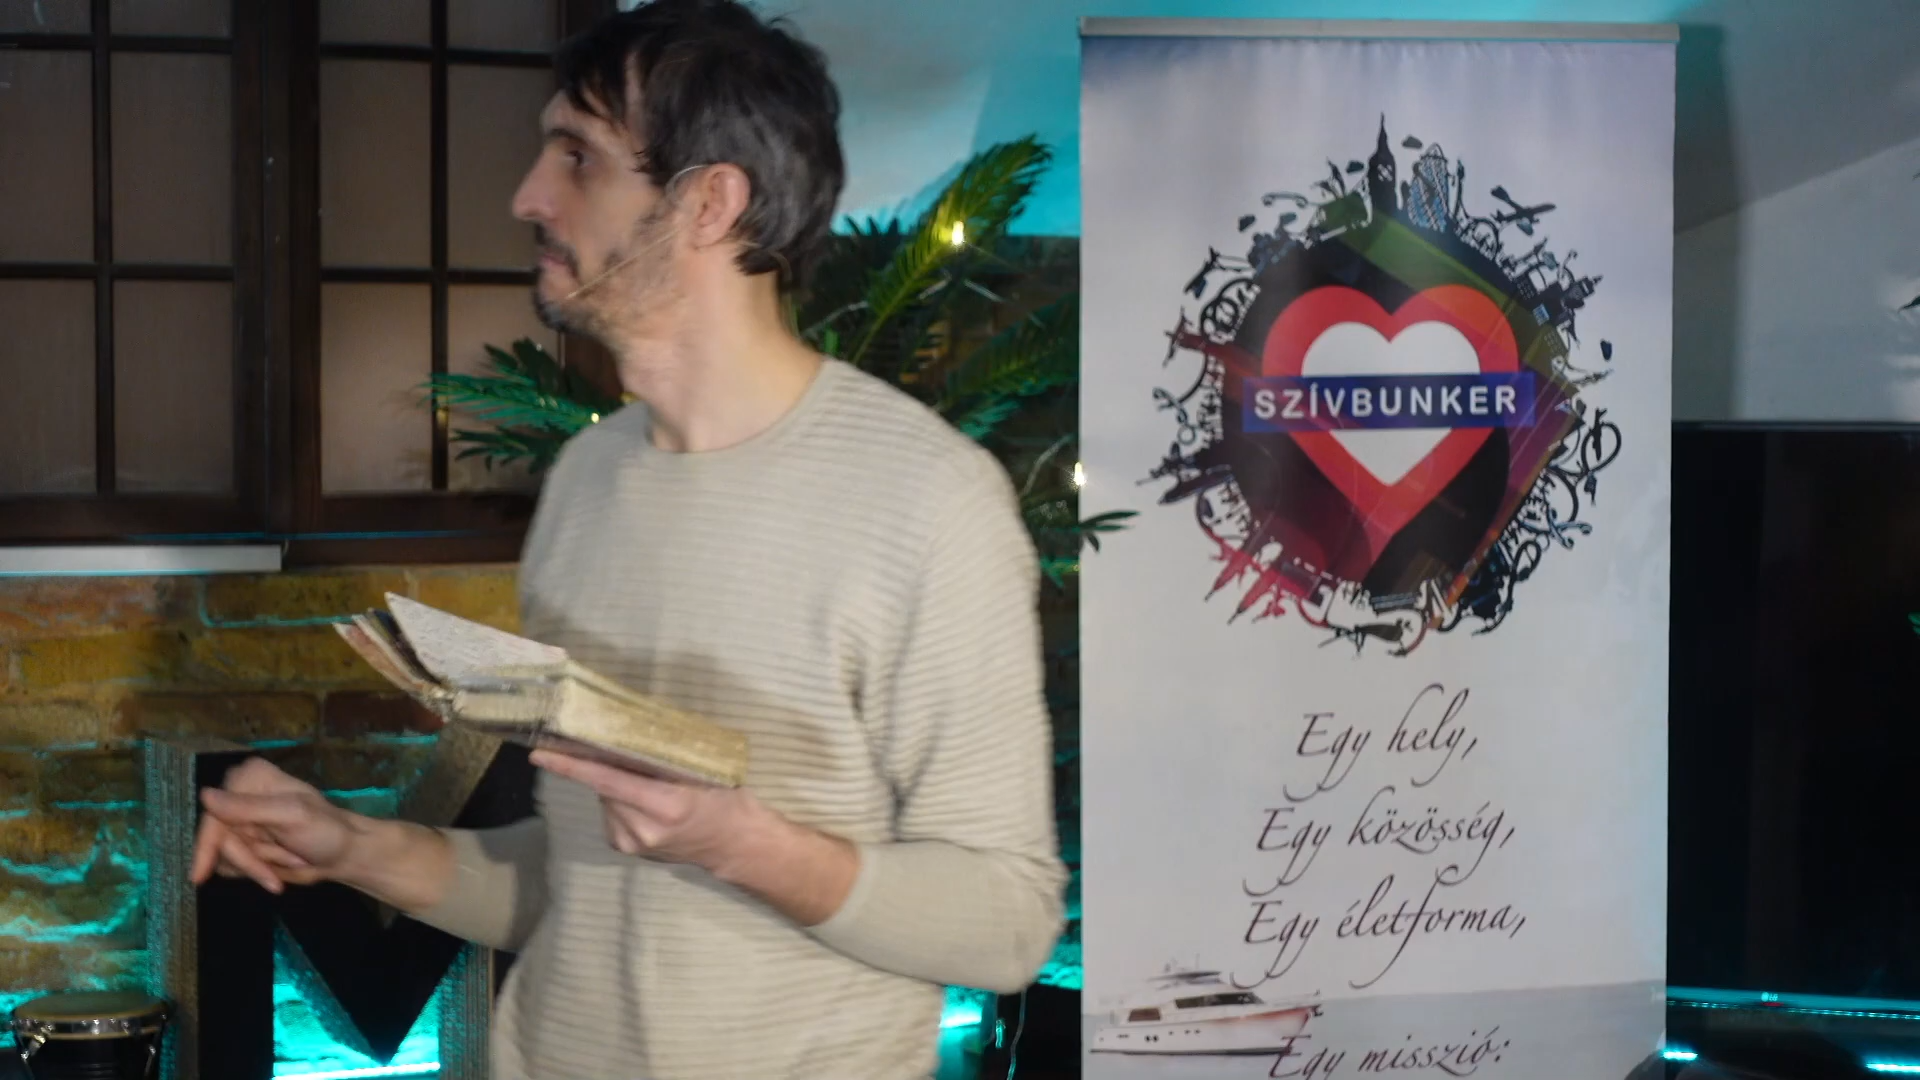 SZÍVBUNKER
Egy hely,
Egy közösség,
Egy életforma,
Egy misszió: